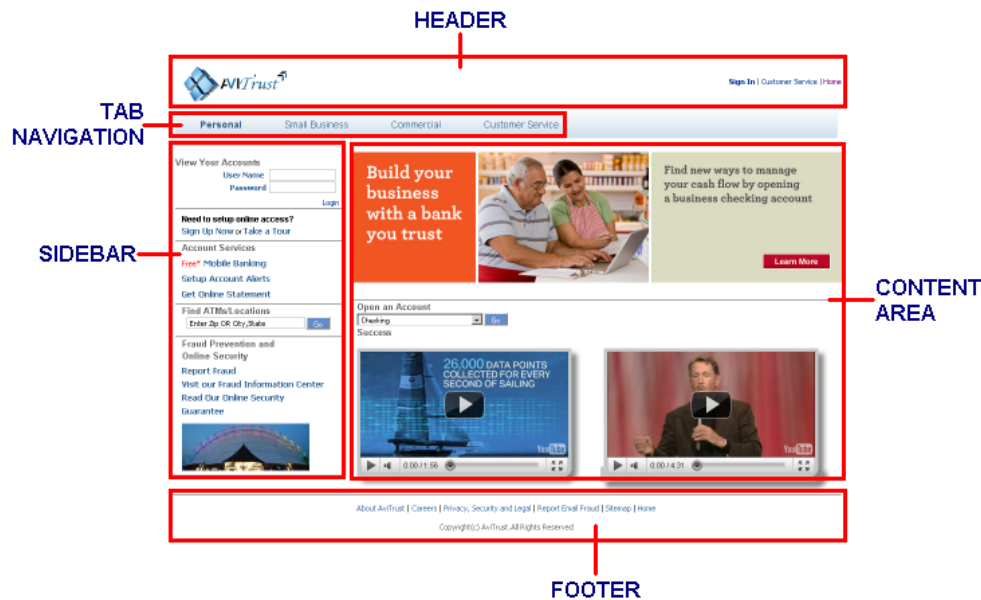 HEADER
AVITrust
Sign In | Customer Service | Home
TAB
NAVIGATION
Personal Small Business Commercial Customer Service
View Your Accounts
User Name
Password
Login
Need to setup online access?
Sign Up Now or Take a Tour
SIDEBAR
Account Services
Free* Mobile Banking
Setup Account Alerts
Get Online Statement
Find ATMs/Locations
Enter Zip OR City,State Go
Fraud Prevention and
Online Security
Report Fraud
Visit our Fraud Information Center
Read Our Online Security
Guarantee
Build your
business
with a bank
you trust
Find new ways to manage
your cash flow by opening
a business checking account
Learn More
CONTENT
AREA
Open an Account
Checking Go
Success
26,000 DATA POINTS
COLLECTED FOR EVERY
SECOND OF SAILING
YouTube
0:00 / 1:56
YouTube
0:00 / 4:31
About AviTrust | Careers | Privacy, Security and Legal | Report Email Fraud | Sitemap | Home
Copyright(c) AviTrust .All Rights Reserved
FOOTER